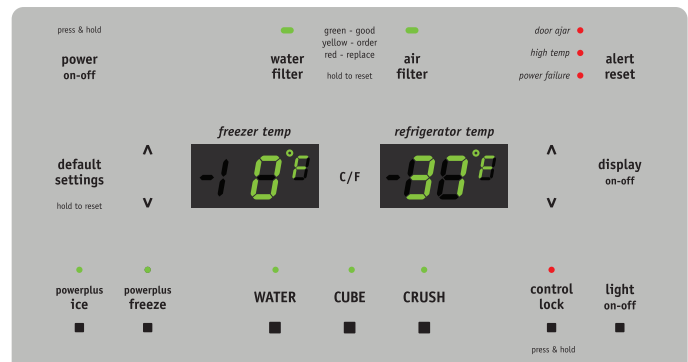 press & hold
power
on-off
water
filter
green - good
yellow - order
red - replace
hold to reset
air
filter
door ajar
high temp
power failure
alert
reset
default
settings
hold to reset
freezer temp
0°F
C/F
refrigerator temp
37°F
display
on-off
powerplus
ice
powerplus
freeze
WATER
CUBE
CRUSH
control
lock
press & hold
light
on-off